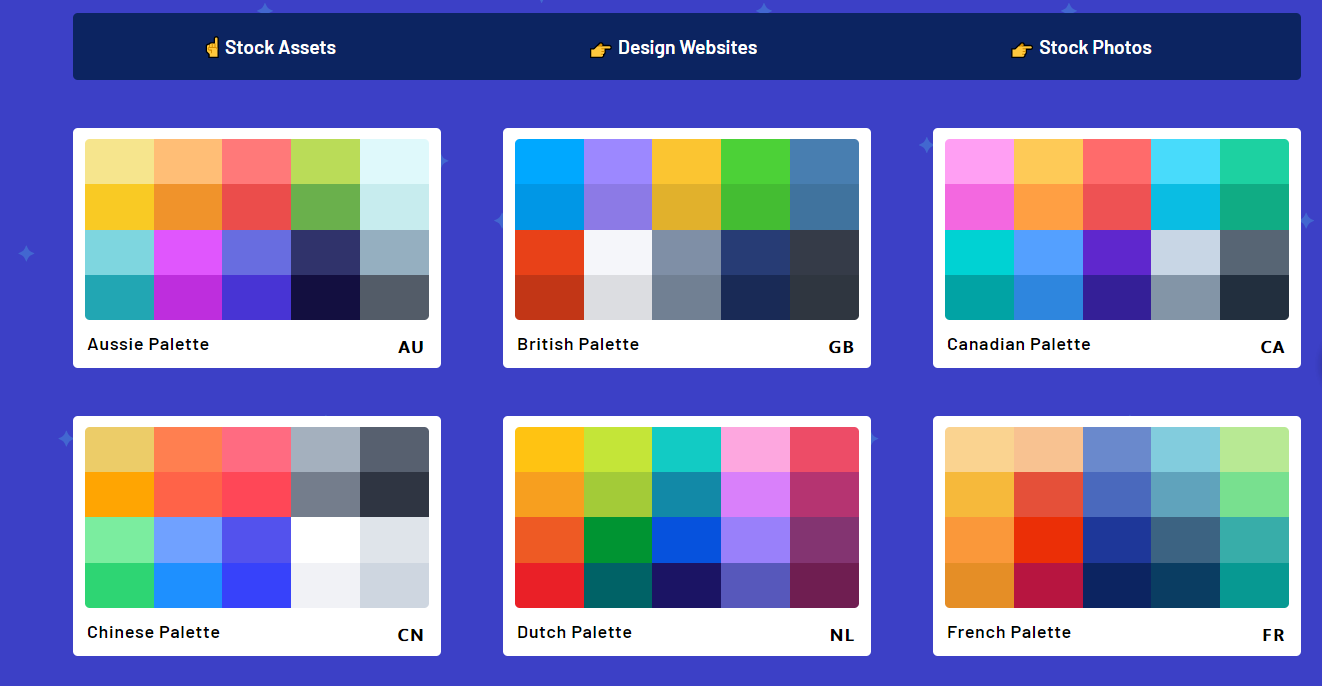 ☝Stock Assets
👉 Design Websites
👉 Stock Photos
Aussie Palette
AU
British Palette
GB
Canadian Palette
CA
Chinese Palette
CN
Dutch Palette
NL
French Palette
FR